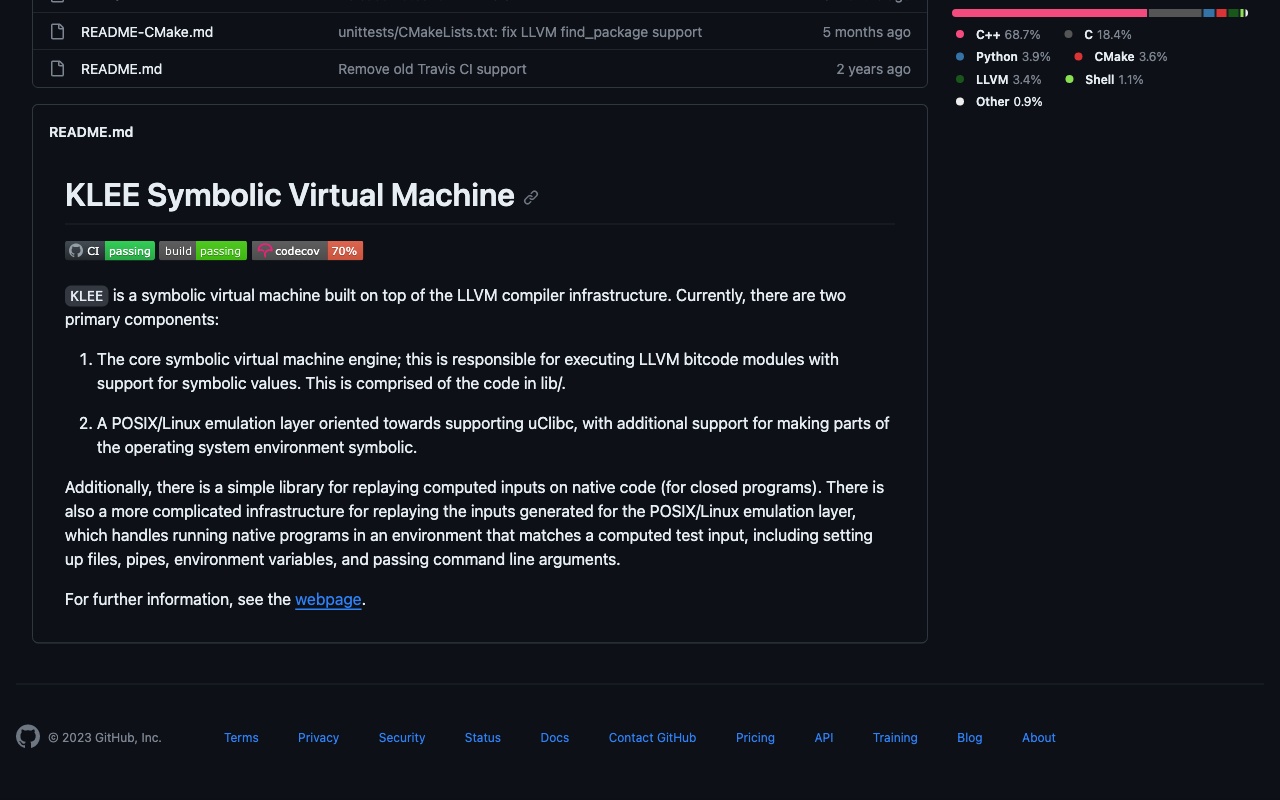 README-CMake.md unittests/CMakeLists.txt: fix LLVM find_package support 5 months ago
README.md Remove old Travis CI support 2 years ago
C++ 68.7% C 18.4%
Python 3.9% CMake 3.6%
LLVM 3.4% Shell 1.1%
Other 0.9%
README.md
KLEE Symbolic Virtual Machine
CI passing build passing codecov 70%
KLEE is a symbolic virtual machine built on top of the LLVM compiler infrastructure. Currently, there are two
primary components:
1. The core symbolic virtual machine engine; this is responsible for executing LLVM bitcode modules with
support for symbolic values. This is comprised of the code in lib/.
2. A POSIX/Linux emulation layer oriented towards supporting uClibc, with additional support for making parts of
the operating system environment symbolic.
Additionally, there is a simple library for replaying computed inputs on native code (for closed programs). There is
also a more complicated infrastructure for replaying the inputs generated for the POSIX/Linux emulation layer,
which handles running native programs in an environment that matches a computed test input, including setting
up files, pipes, environment variables, and passing command line arguments.
For further information, see the webpage.
© 2023 GitHub, Inc. Terms Privacy Security Status Docs Contact GitHub Pricing API Training Blog About